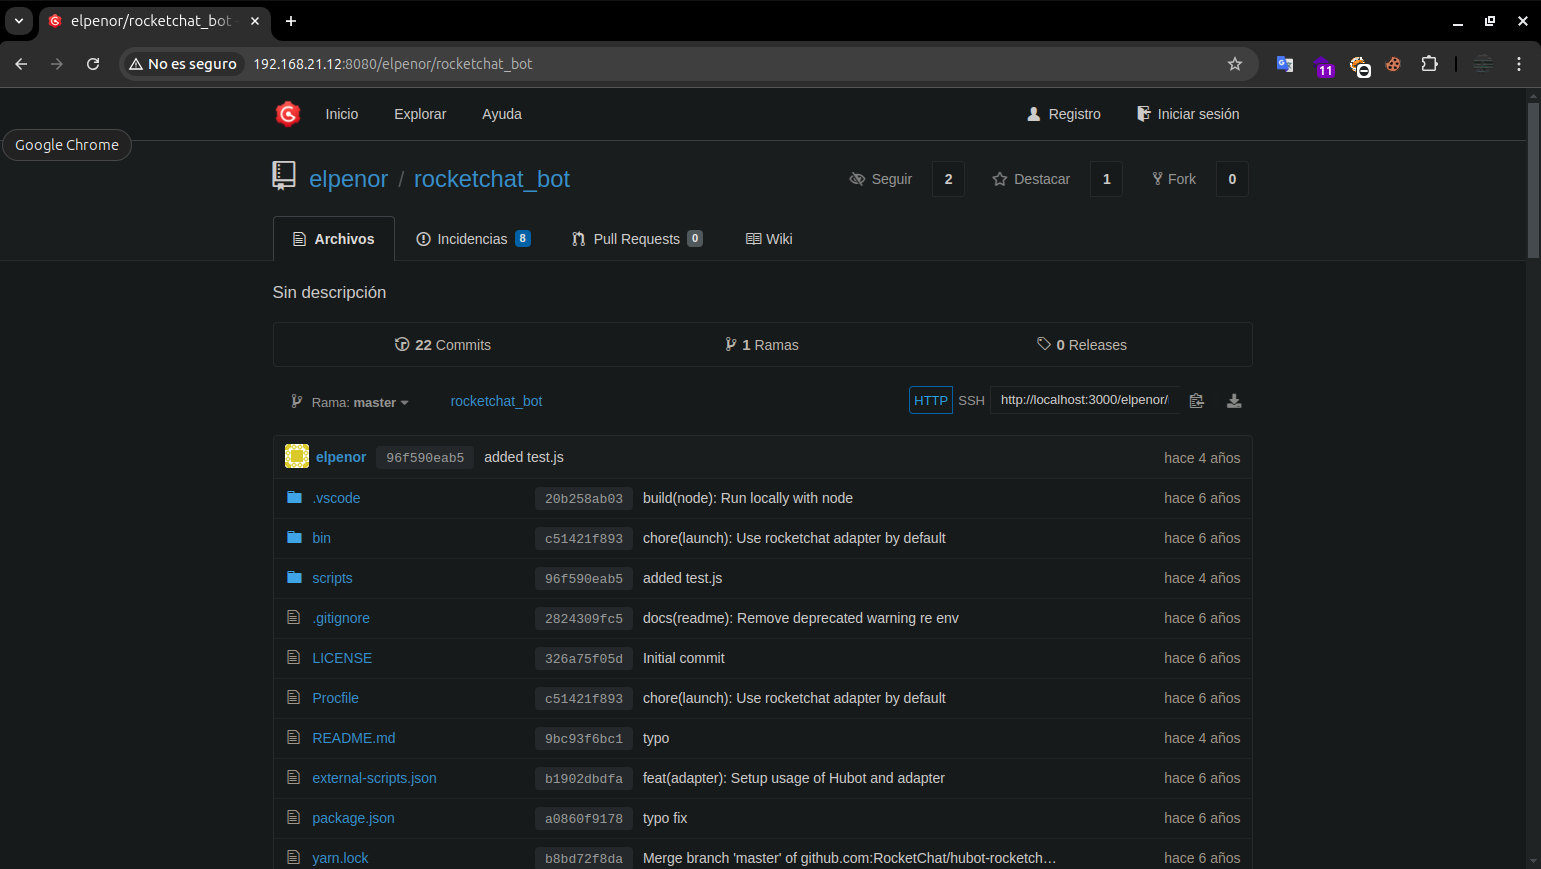 elpenor/rocketchat_bot
No es seguro 192.168.21.12:8080/elpenor/rocketchat_bot
11
Inicio Explorar Ayuda Registro Iniciar sesión
Google Chrome
elpenor / rocketchat_bot Seguir 2 Destacar 1 Fork 0
Archivos Incidencias 8 Pull Requests 0 Wiki
Sin descripción
22 Commits 1 Ramas 0 Releases
Rama: master rocketchat_bot HTTP SSH http://localhost:3000/elpenor/
elpenor 96f590eab5 added test.js hace 4 años
.vscode 20b258ab03 build(node): Run locally with node hace 6 años
bin c51421f893 chore(launch): Use rocketchat adapter by default hace 6 años
scripts 96f590eab5 added test.js hace 4 años
.gitignore 2824309fc5 docs(readme): Remove deprecated warning re env hace 6 años
LICENSE 326a75f05d Initial commit hace 6 años
Procfile c51421f893 chore(launch): Use rocketchat adapter by default hace 6 años
README.md 9bc93f6bc1 typo hace 4 años
external-scripts.json b1902dbdfa feat(adapter): Setup usage of Hubot and adapter hace 6 años
package.json a0860f9178 typo fix hace 6 años
yarn.lock b8bd72f8da Merge branch 'master' of github.com:RocketChat/hubot-rocketch… hace 6 años